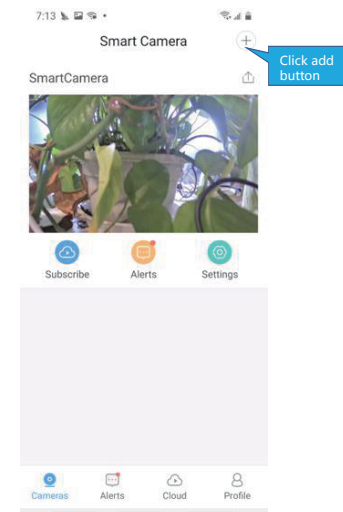 7:13
Smart Camera
Click add
button
SmartCamera
Subscribe
Alerts
Settings
Cameras
Alerts
Cloud
Profile